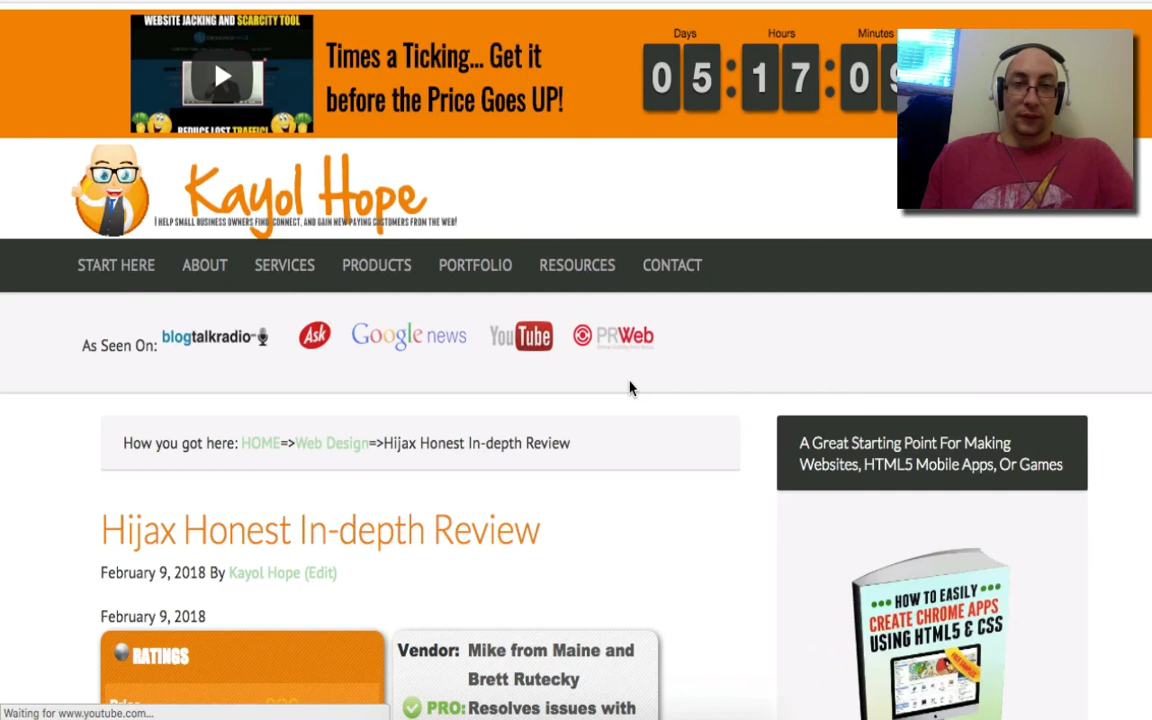 WEBSITE JACKING AND SCARCITY TOOL
REDUCE LOST TRAFFIC!
Times a Ticking... Get it
before the Price Goes UP!
Days Hours Minutes
05:17:09
Kayol Hope
I HELP SMALL BUSINESS OWNERS FIND, CONNECT, AND GAIN NEW PAYING CUSTOMERS FROM THE WEB!
START HERE ABOUT SERVICES PRODUCTS PORTFOLIO RESOURCES CONTACT
As Seen On: blogtalkradio Ask Google news YouTube PRWeb
How you got here: HOME=>Web Design=>Hijax Honest In-depth Review
A Great Starting Point For Making
Websites, HTML5 Mobile Apps, Or Games
Hijax Honest In-depth Review
February 9, 2018 By Kayol Hope (Edit)
February 9, 2018
RATINGS
Vendor: Mike from Maine and
Brett Rutecky
PRO: Resolves issues with
HOW TO EASILY
CREATE CHROME APPS
USING HTML5 & CSS
Waiting for www.youtube.com...